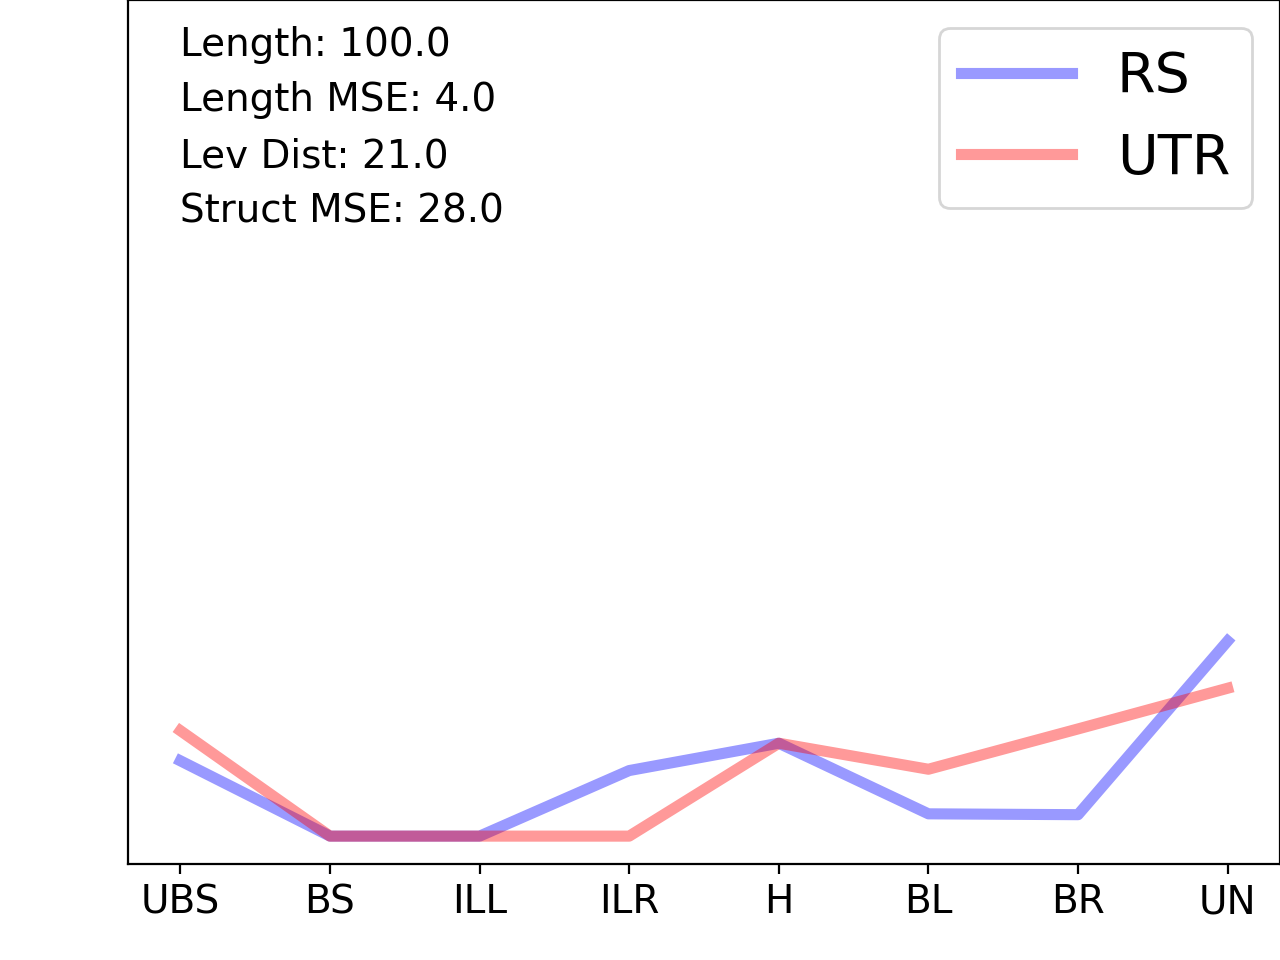 Length: 100.0
Length MSE: 4.0
Lev Dist: 21.0
Struct MSE: 28.0
RS
UTR
UBS BS ILL ILR H BL BR UN